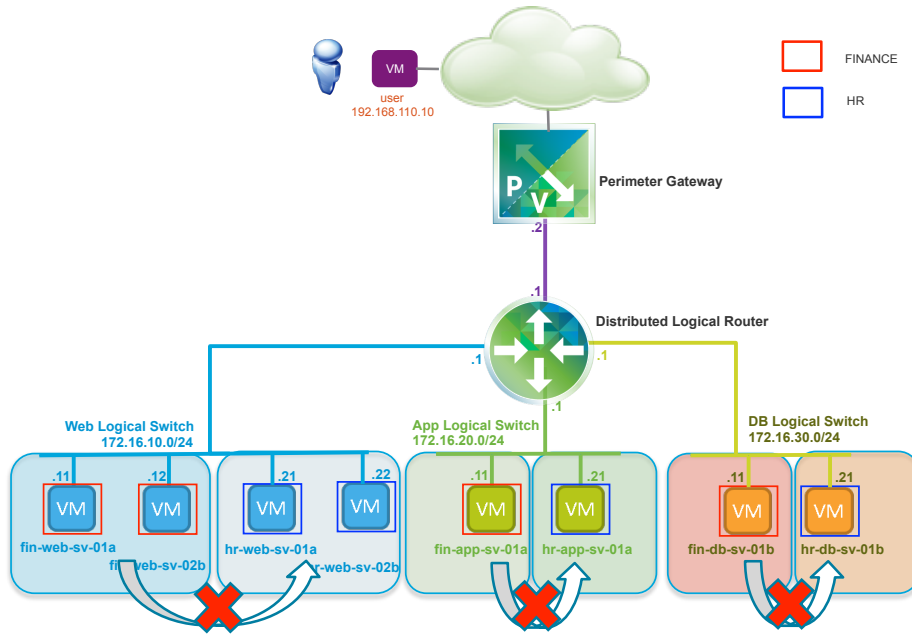 FINANCE
HR
VM
user
192.168.110.10
P
V
Perimeter Gateway
.2
.1
Distributed Logical Router
.1
.1
.1
Web Logical Switch
172.16.10.0/24
App Logical Switch
172.16.20.0/24
DB Logical Switch
172.16.30.0/24
.11
.12
.21
.22
.11
.21
.11
.21
VM
VM
VM
VM
VM
VM
VM
VM
fin-web-sv-01a
hr-web-sv-01a
fin-app-sv-01a
hr-app-sv-01a
fin-db-sv-01b
hr-db-sv-01b